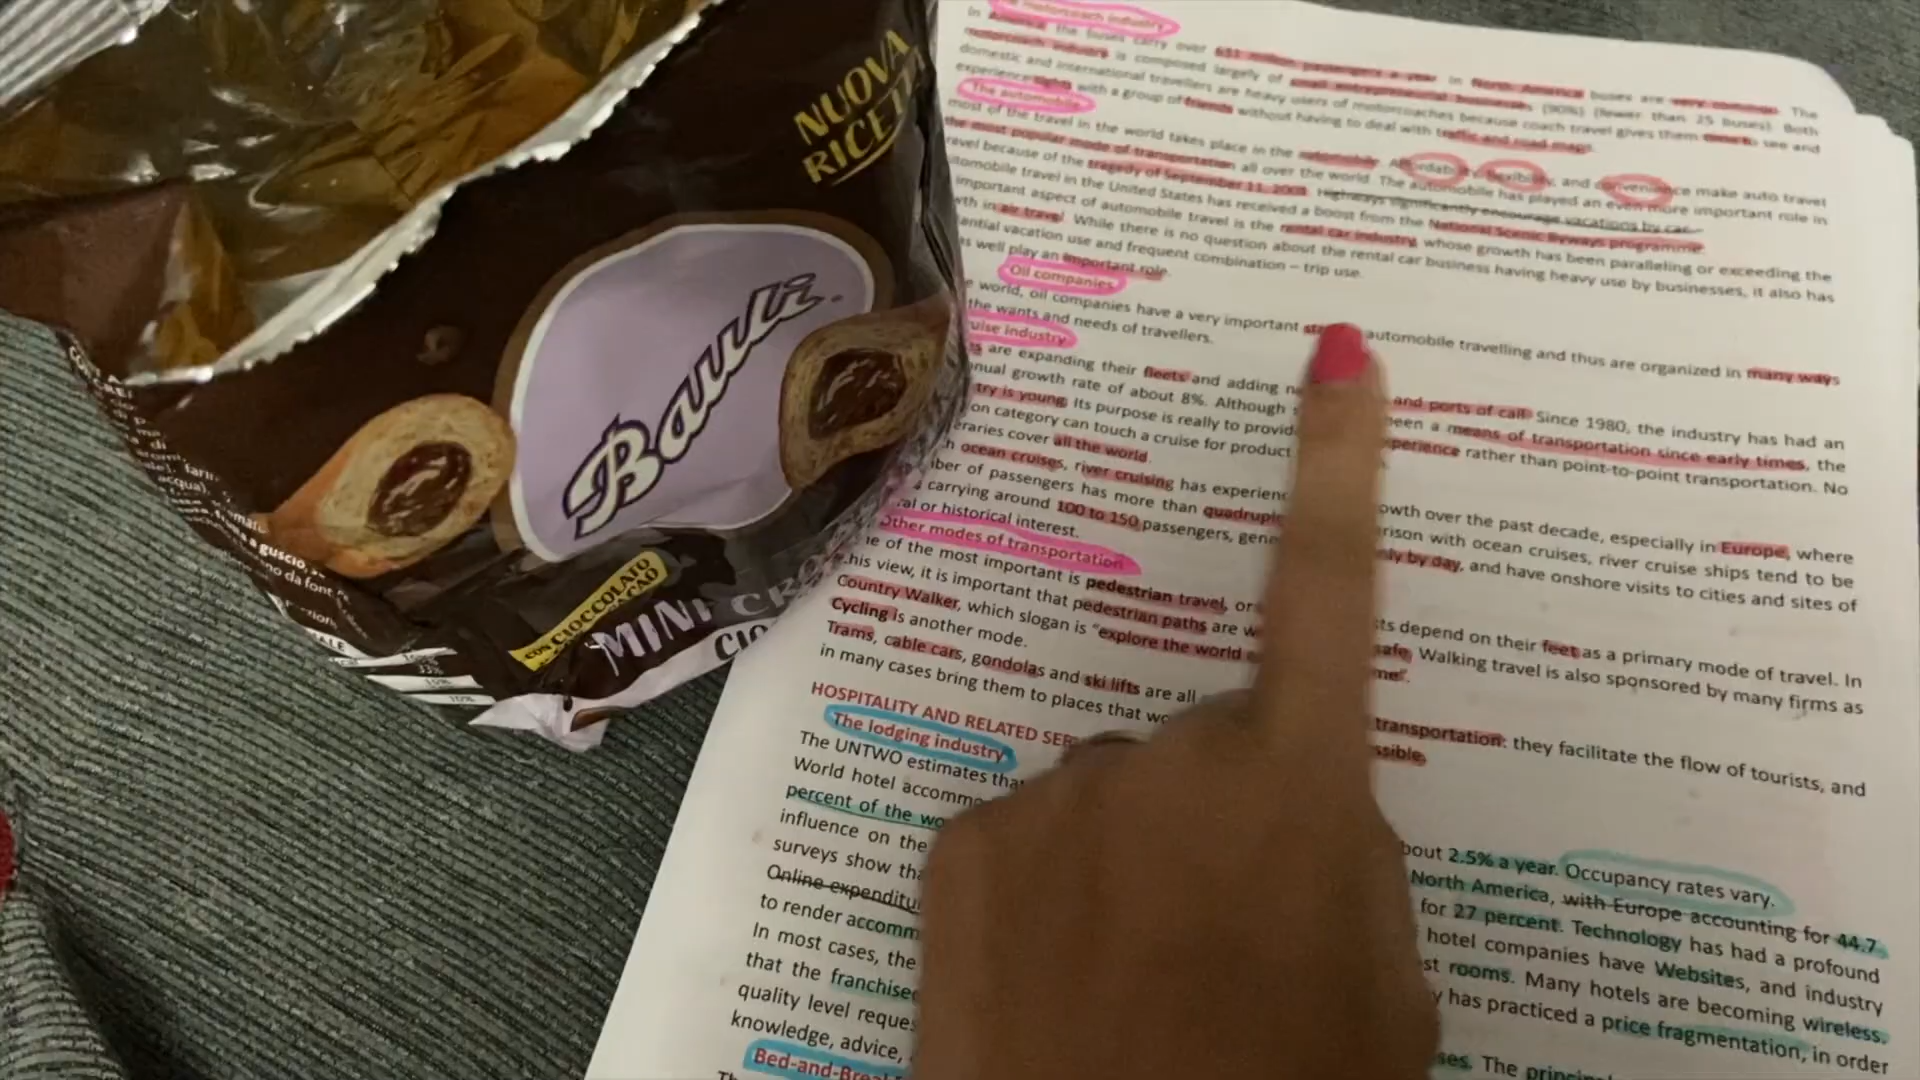 NUOVA
RICETTA
Bauli
CON CIOCCOLATO
MINI CRO
CIO
motorcoach industry
In America the buses carry over 631 million passengers a year. In North America buses are very common. The
motorcoach industry is composed largely of small entrepreneurial businesses (90%) (fewer than 25 buses). Both
domestic and international travellers are heavy users of motorcoaches because coach travel gives them time to see and
experience sights with a group of friends without having to deal with traffic and road maps.
The automobile
most of the travel in the world takes place in the automobile. Affordability, flexibility, and convenience make auto travel
the most popular mode of transportation all over the world. The automobile has played an even more important role in
travel because of the tragedy of September 11, 2001. Highways significantly encourage vacations by car.
utomobile travel in the United States has received a boost from the National Scenic Byways programme.
important aspect of automobile travel is the rental car industry, whose growth has been paralleling or exceeding the
wth in air travel. While there is no question about the rental car business having heavy use by businesses, it also has
ential vacation use and frequent combination – trip use.
as well play an important role.
Oil companies
e world, oil companies have a very important automobile travelling and thus are organized in many ways
the wants and needs of travellers.
uise industry
are expanding their fleets and adding and ports of call. Since 1980, the industry has had an
nnual growth rate of about 8%. Although been a means of transportation since early times, the
try is young. Its purpose is really to provid xperience rather than point-to-point transportation. No
on category can touch a cruise for product
eraries cover all the world.
ocean cruises, river cruising has experienc owth over the past decade, especially in Europe, where
ber of passengers has more than quadruple rison with ocean cruises, river cruise ships tend to be
carrying around 100 to 150 passengers, gene nly by day, and have onshore visits to cities and sites of
al or historical interest.
Other modes of transportation
ne of the most important is pedestrian travel, or sts depend on their feet as a primary mode of travel. In
this view, it is important that pedestrian paths are w safe. Walking travel is also sponsored by many firms as
Country Walker, which slogan is "explore the world me".
Cycling is another mode.
Trams, cable cars, gondolas and ski lifts are all transportation: they facilitate the flow of tourists, and
in many cases bring them to places that wo ssible.
HOSPITALITY AND RELATED SER
The lodging industry
The UNTWO estimates that bout 2.5% a year. Occupancy rates vary.
World hotel accommo North America, with Europe accounting for 44.7
percent of the wo for 27 percent. Technology has had a profound
influence on the hotel companies have Websites, and industry
surveys show tha st rooms. Many hotels are becoming wireless.
Online expenditu y has practiced a price fragmentation, in order
to render accomm
In most cases, the ses. The princip
that the franchise
quality level reques
knowledge, advice,
Bed-and-Brea